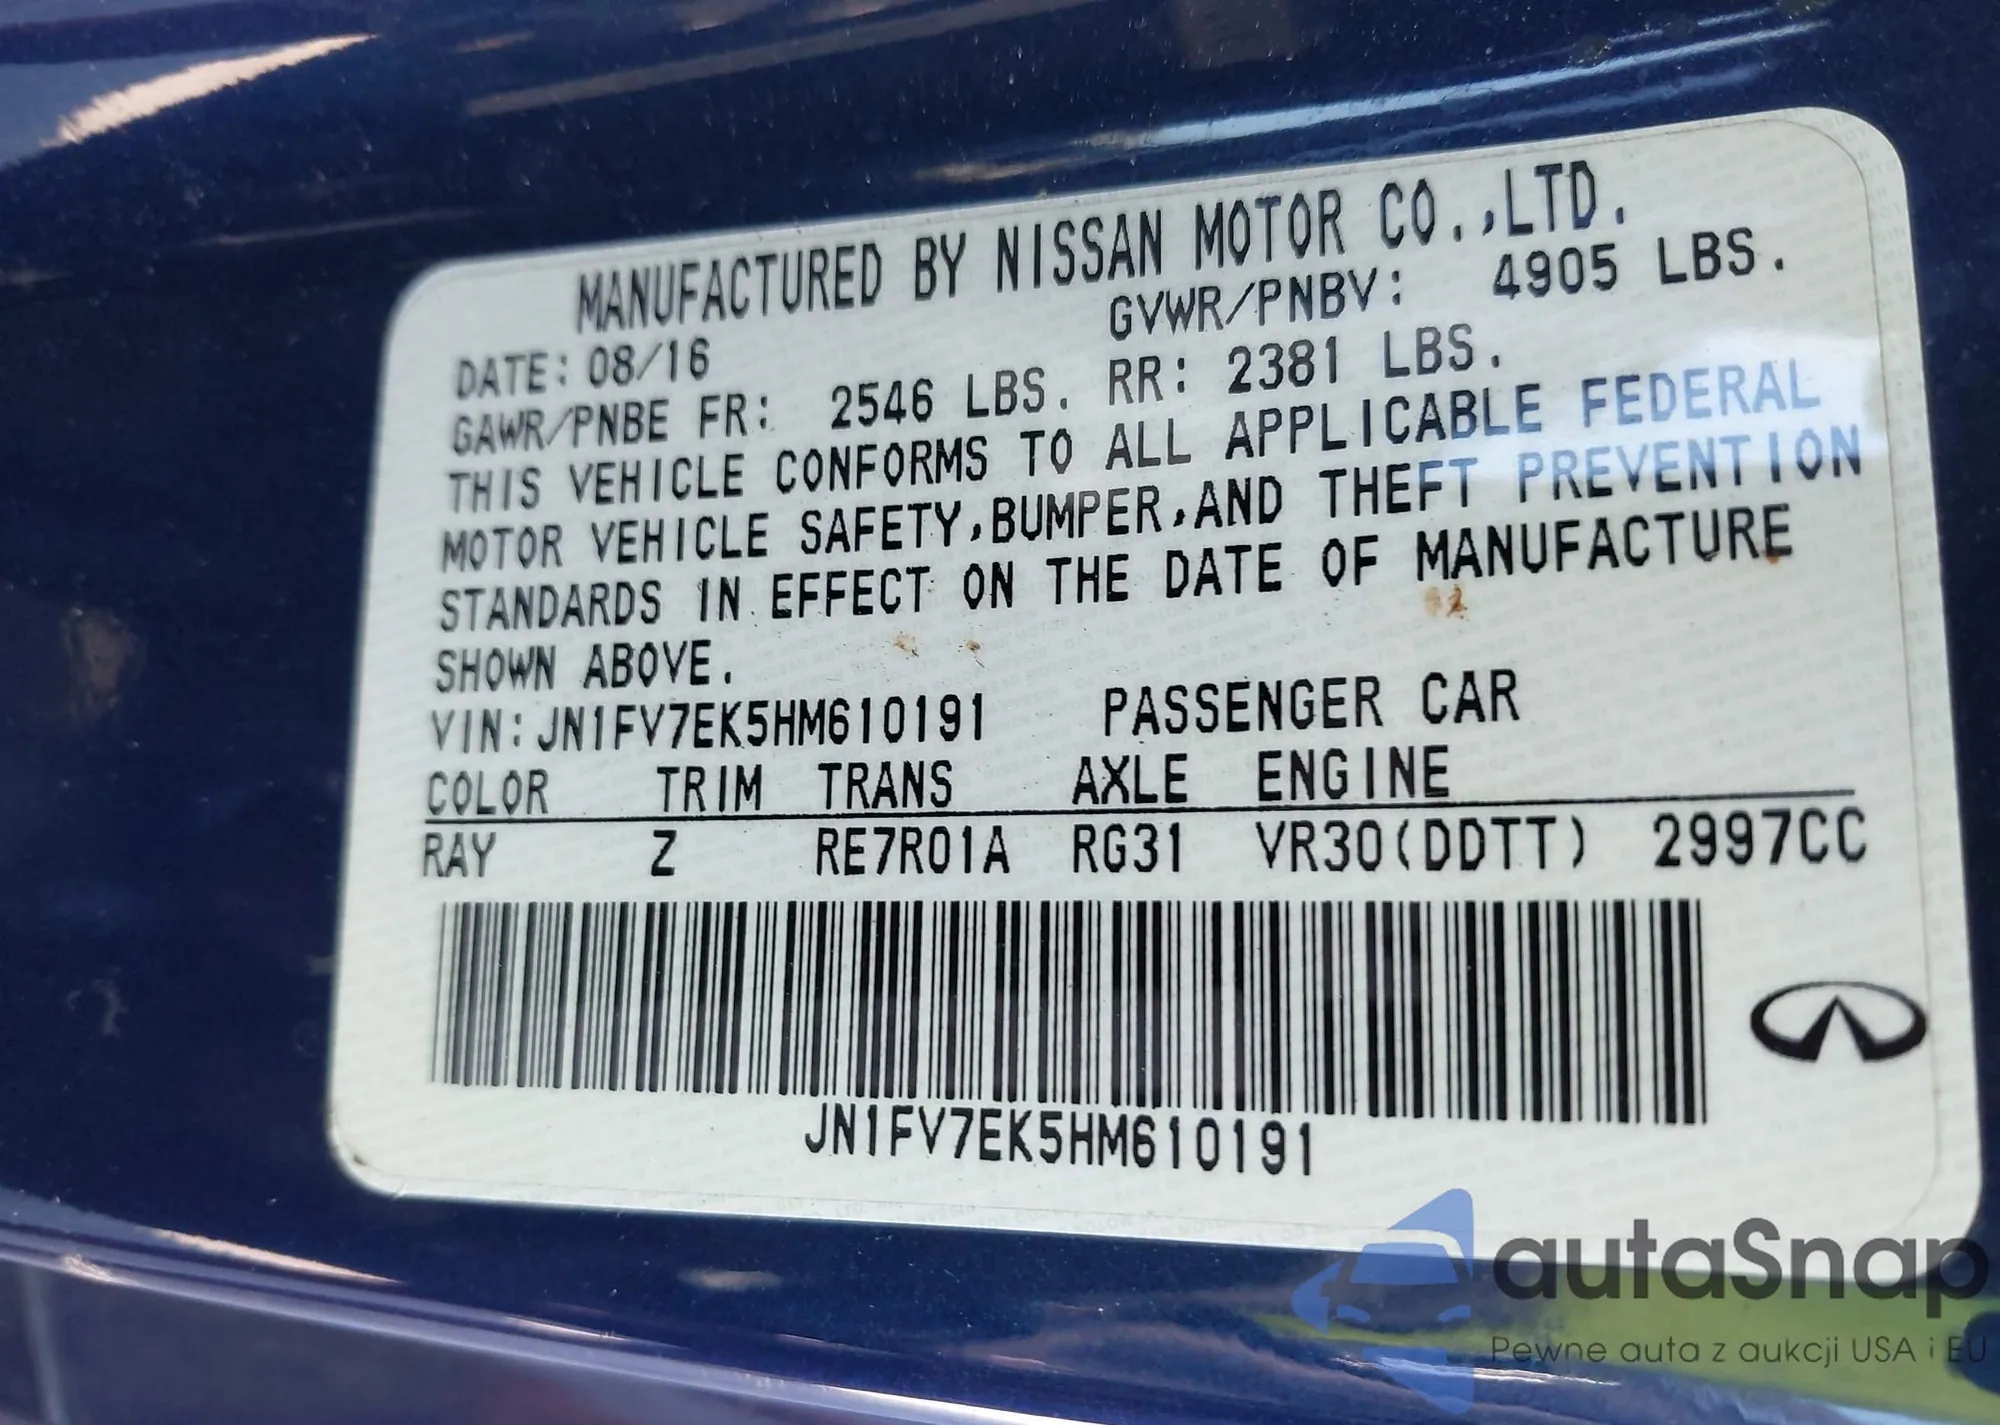 MANUFACTURED BY NISSAN MOTOR CO.,LTD.
DATE: 08/16 GVWR/PNBV: 4905 LBS.
GAWR/PNBE FR: 2546 LBS. RR: 2381 LBS.
THIS VEHICLE CONFORMS TO ALL APPLICABLE FEDERAL
MOTOR VEHICLE SAFETY,BUMPER,AND THEFT PREVENTION
STANDARDS IN EFFECT ON THE DATE OF MANUFACTURE
SHOWN ABOVE.
VIN:JN1FV7EK5HM610191 PASSENGER CAR
COLOR TRIM TRANS AXLE ENGINE
RAY Z RE7R01A RG31 VR30(DDTT) 2997CC
JN1FV7EK5HM610191
autaSnap
Pewne auta z aukcji USA i EU